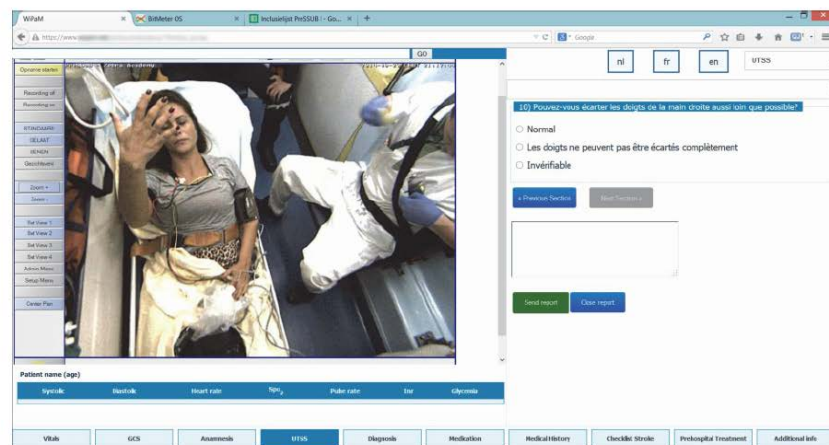 WiPaM
BitMeter OS
Inclusielijst PreSSUB I - Go...
https://www.
Google
GO
nl
fr
en
UTSS
Opname starten
Recording of
STANDAARD
GELAAT
BENEN
Zoom +
Zoom -
Set View 1
Set View 2
Set View 3
Set View 4
Admin Menu
Setup Menu
Center Pan
10) Pouvez-vous écarter les doigts de la main droite aussi loin que possible?
Normal
Les doigts ne peuvent pas être écartés complètement
Invérifiable
« Previous Section
Next Section »
Send report
Close report
Patient name (age)
Systolic Diastolic Heart rate Spo2 Pulse rate Inr Glycemia
Vitals GCS Anamnesis UTSS Diagnosis Medication Medical History Checklist Stroke Prehospital Treatment Additional info